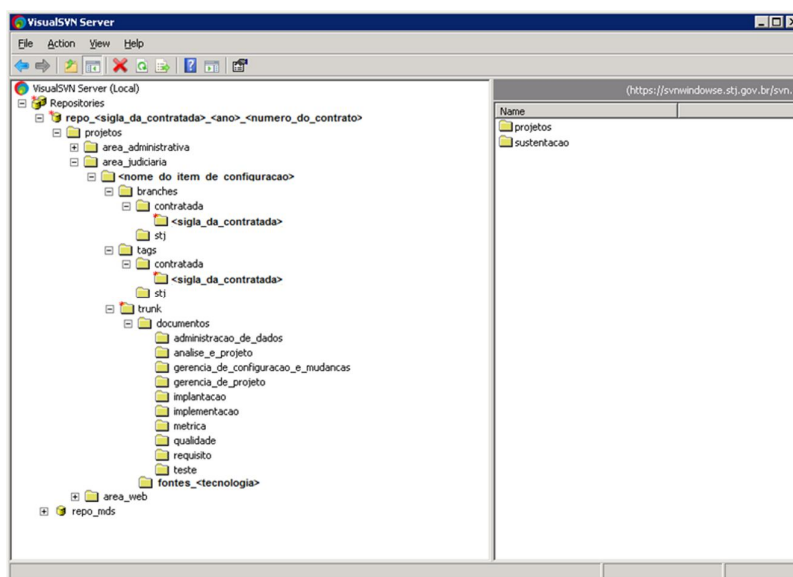 VisualSVN Server
File Action View Help
VisualSVN Server (Local)
Repositories
repo_<sigla_da_contratada>_<ano>_<numero_do_contrato>
projetos
area_administrativa
area_judiciaria
<nome do item de configuracao>
branches
contratada
<sigla_da_contratada>
stj
tags
contratada
<sigla_da_contratada>
stj
trunk
documentos
administracao_de_dados
analise_e_projeto
gerencia_de_configuracao_e_mudancas
gerencia_de_projeto
implantacao
implementacao
metrica
qualidade
requisito
teste
fontes_<tecnologia>
area_web
repo_mds
(https://svnwindowse.stj.gov.br/svn.
Name
projetos
sustentacao